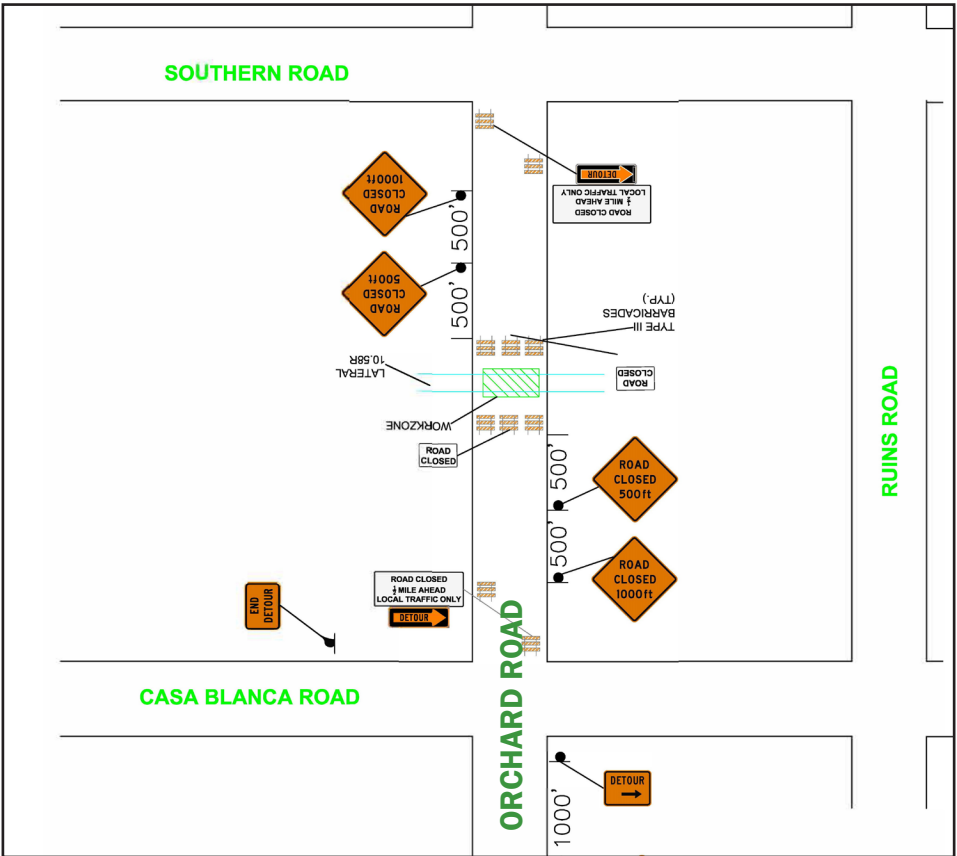 SOUTHERN ROAD
ROAD
CLOSED
1000ft
500'
ROAD
CLOSED
500ft
500'
DETOUR
ROAD CLOSED
½ MILE AHEAD
LOCAL TRAFFIC ONLY
TYPE III
BARRICADES
(TYP.)
ROAD
CLOSED
LATERAL
10.58R
WORKZONE
ROAD
CLOSED
RUINS ROAD
500'
ROAD
CLOSED
500ft
500'
ROAD
CLOSED
1000ft
ROAD CLOSED
½ MILE AHEAD
LOCAL TRAFFIC ONLY
DETOUR
END
DETOUR
ORCHARD ROAD
CASA BLANCA ROAD
DETOUR
1000'